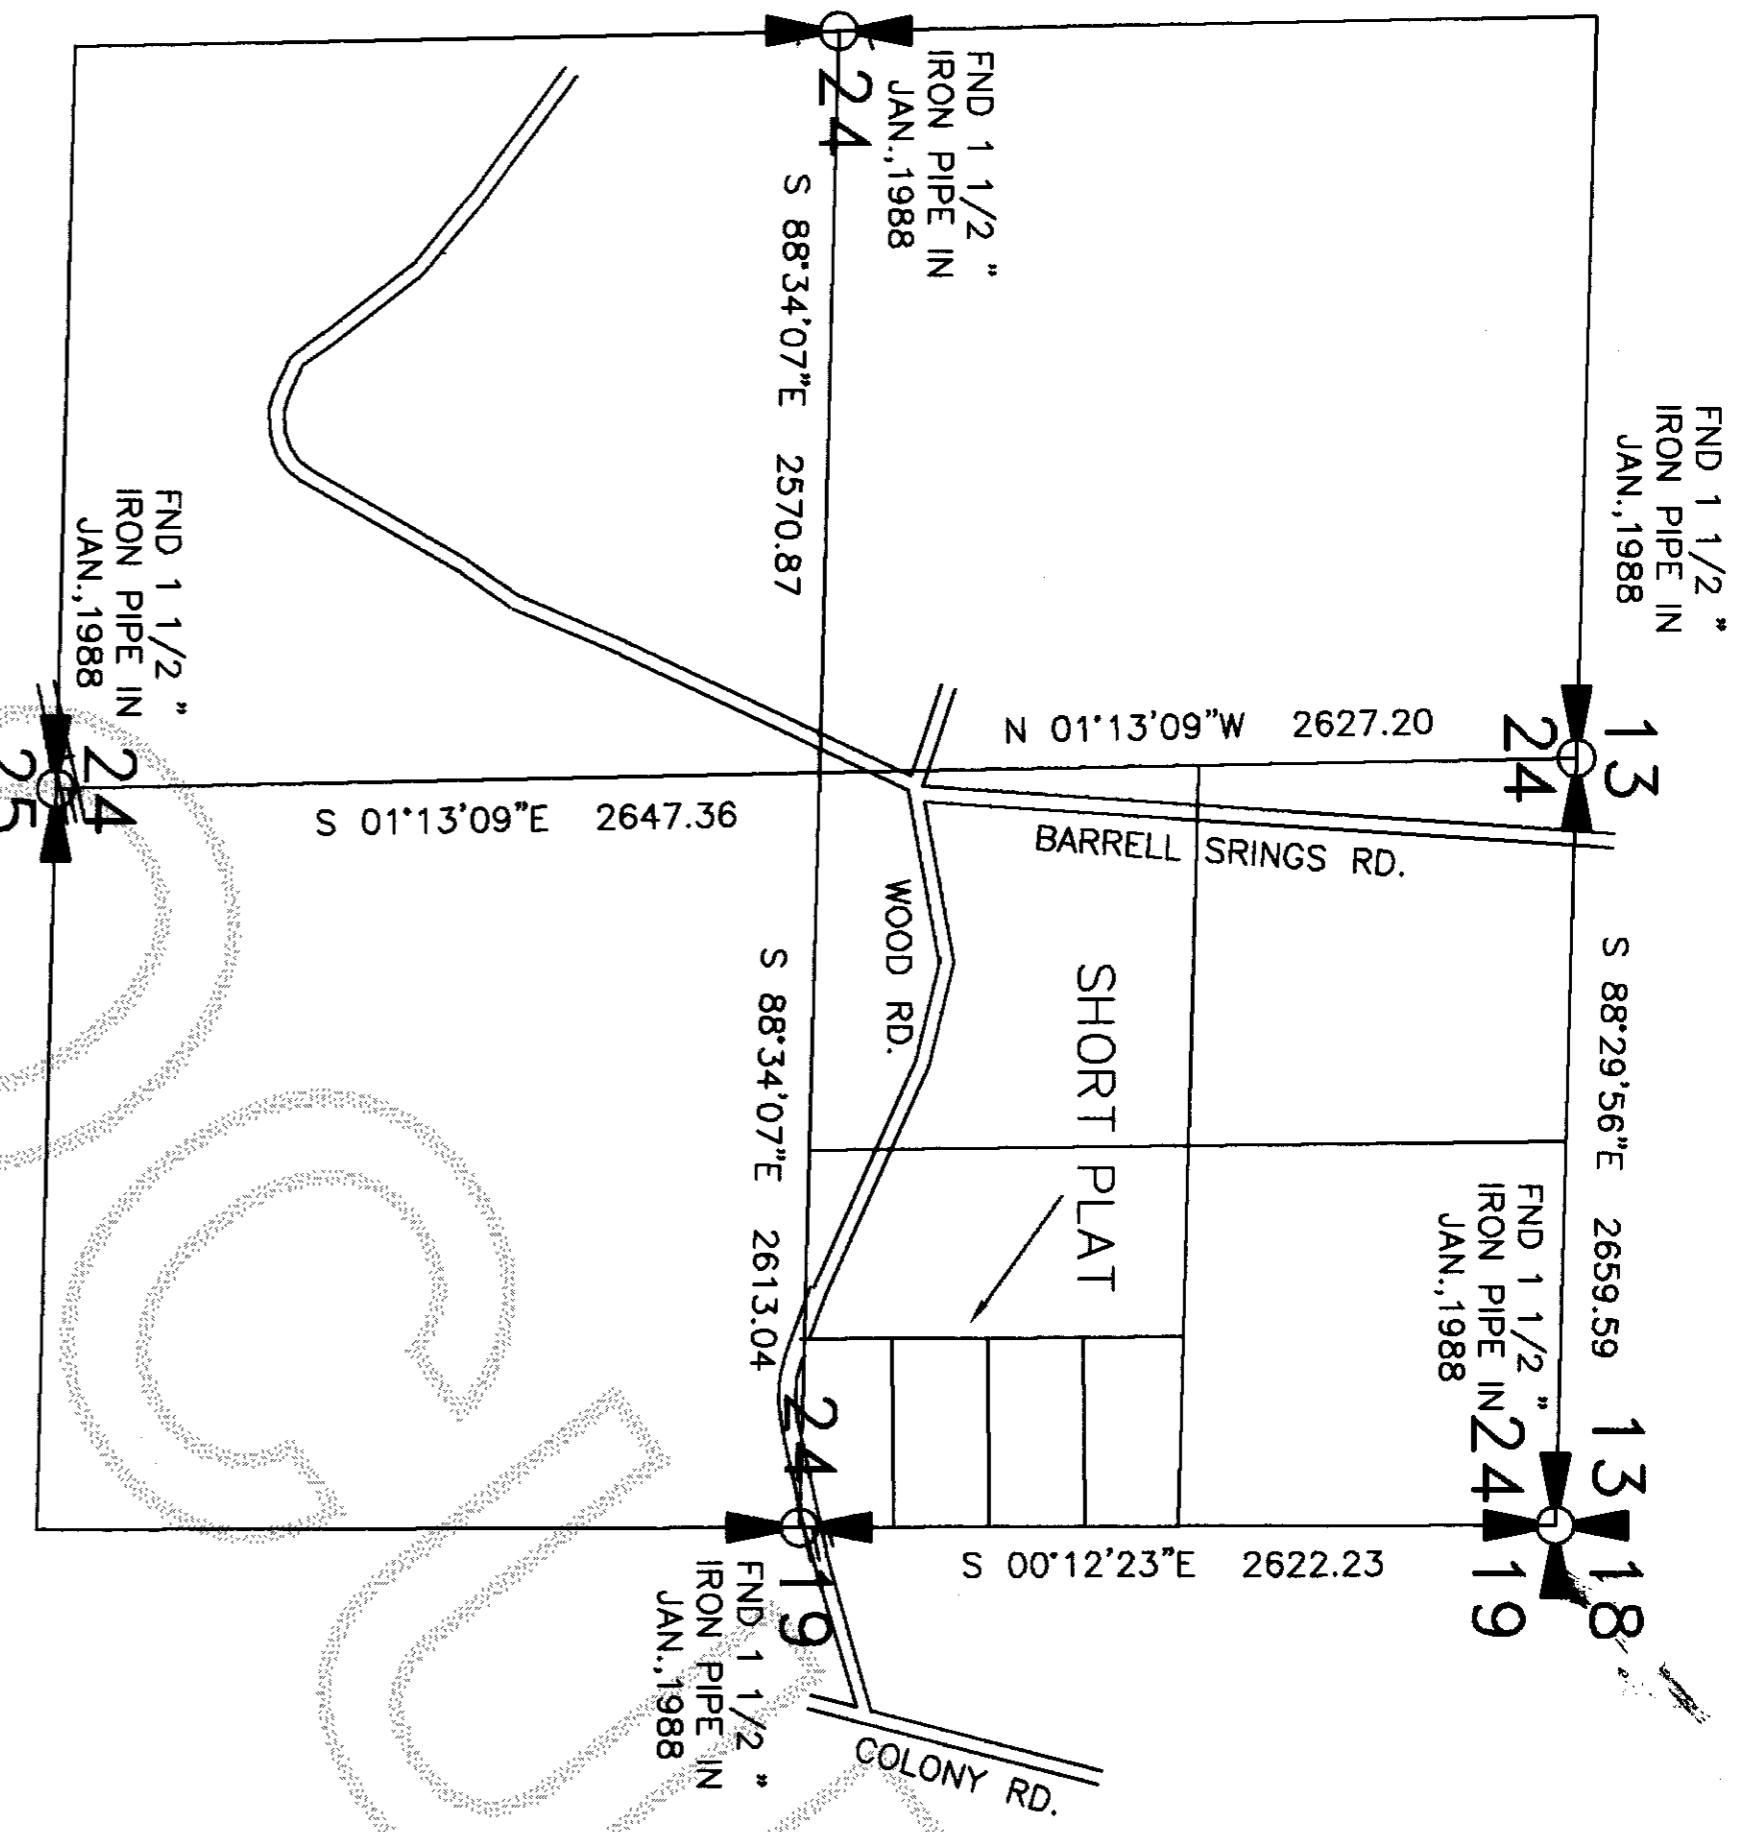 FND 1 1/2 "
IRON PIPE IN
JAN.,1988
13
24
S 88°29'56"E 2659.59
13
18
24
19
FND 1 1/2 "
IRON PIPE IN
JAN.,1988
N 01°13'09"W 2627.20
BARRELL SRINGS RD.
S 00°12'23"E 2622.23
SHORT PLAT
FND 1 1/2 "
IRON PIPE IN
JAN.,1988
24
WOOD RD.
COLONY RD.
S 88°34'07"E 2570.87
S 88°34'07"E 2613.04
24
19
FND 1 1/2 "
IRON PIPE IN
JAN.,1988
S 01°13'09"E 2647.36
FND 1 1/2 "
IRON PIPE IN
JAN.,1988
24
25